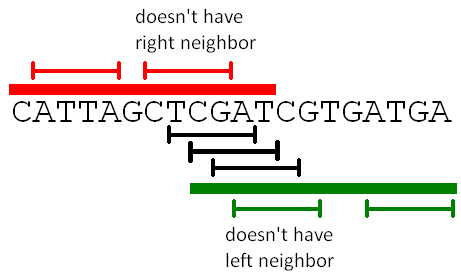 doesn't have
right neighbor
CATTAGCTCGATCGTGATGA
doesn't have
left neighbor